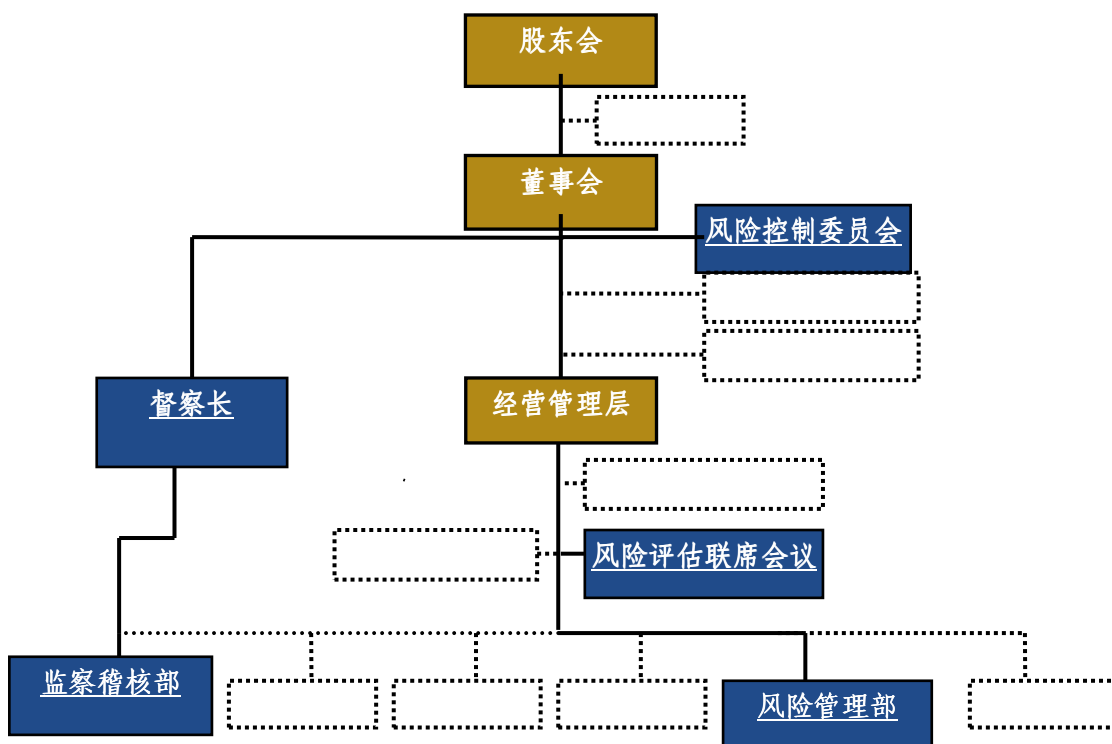 股东会
董事会
风险控制委员会
督察长
经营管理层
风险评估联席会议
监察稽核部
风险管理部